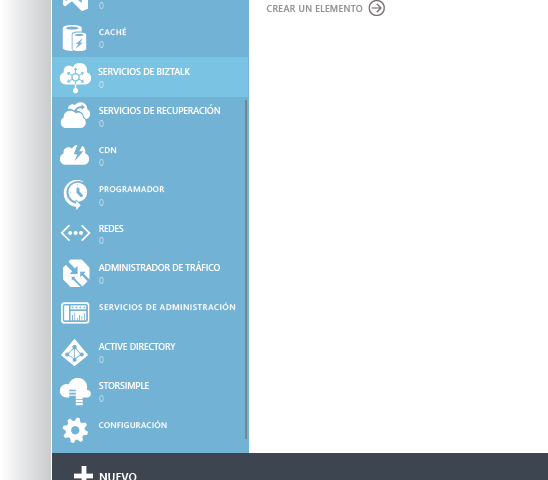 0
CREAR UN ELEMENTO
CACHÉ
0
SERVICIOS DE BIZTALK
0
SERVICIOS DE RECUPERACIÓN
0
CDN
0
PROGRAMADOR
0
REDES
0
ADMINISTRADOR DE TRÁFICO
0
SERVICIOS DE ADMINISTRACIÓN
ACTIVE DIRECTORY
0
STORSIMPLE
0
CONFIGURACIÓN
NUEVO